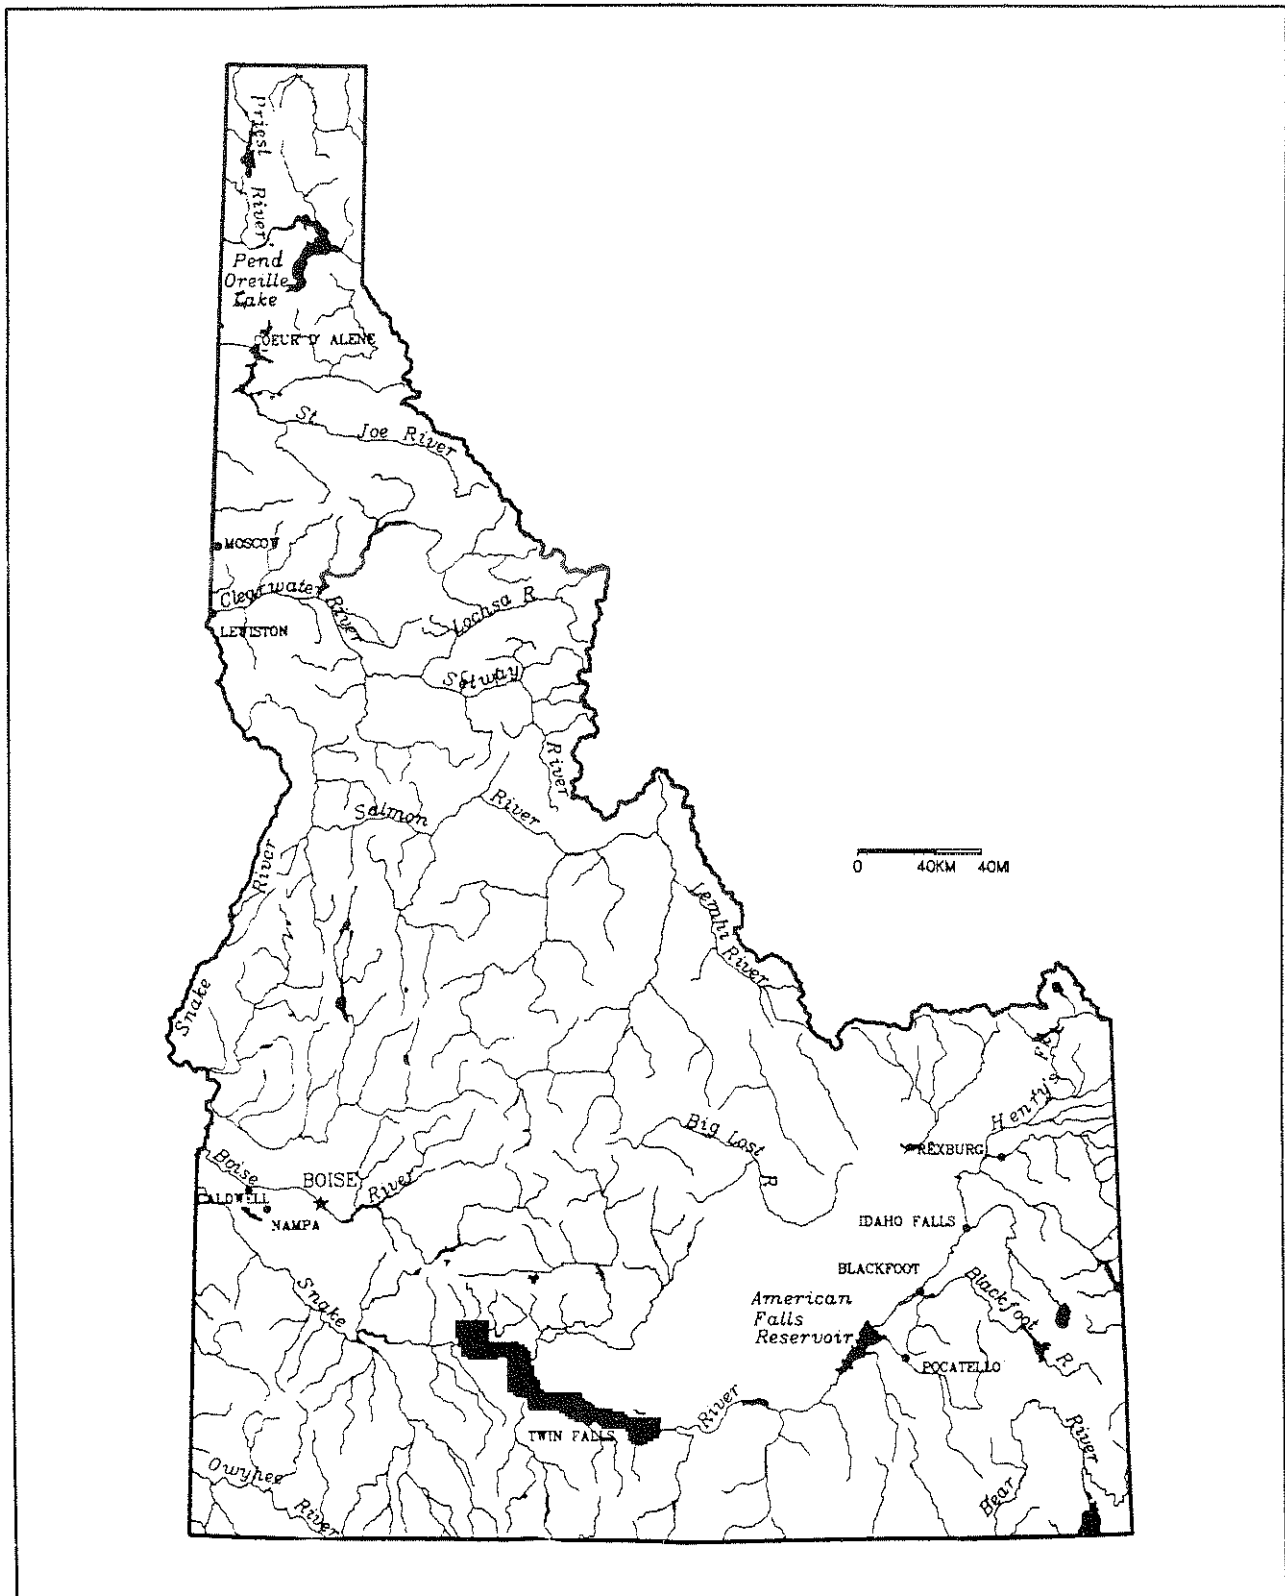 Priest River
Pend
Oreille
Lake
COEUR D' ALENE
St Joe River
MOSCOW
Clearwater River
Lochsa R
LEWISTON
Selway River
Salmon River
Snake River
0 40KM 40MI
Lemhi River
Henry's Fk
Big Lost R
REXBURG
Boise River
BOISE
CALDWELL
NAMPA
IDAHO FALLS
BLACKFOOT
Blackfoot R
American
Falls
Reservoir
Snake River
POCATELLO
TWIN FALLS
Owyhee River
Bear River